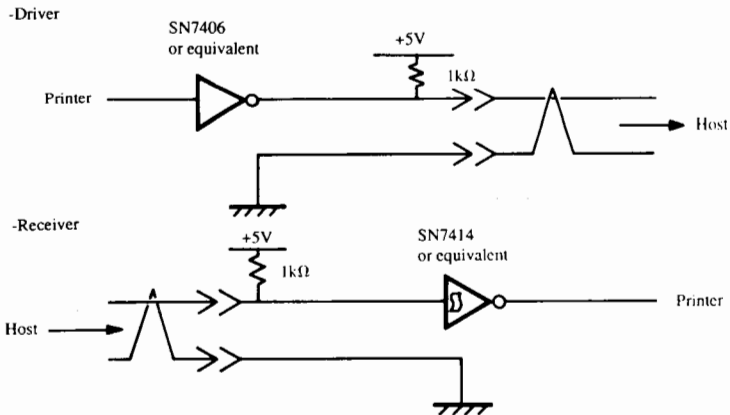 -Driver
SN7406
or equivalent
+5V
1kΩ
Printer
Host
-Receiver
+5V
SN7414
or equivalent
1kΩ
Printer
Host